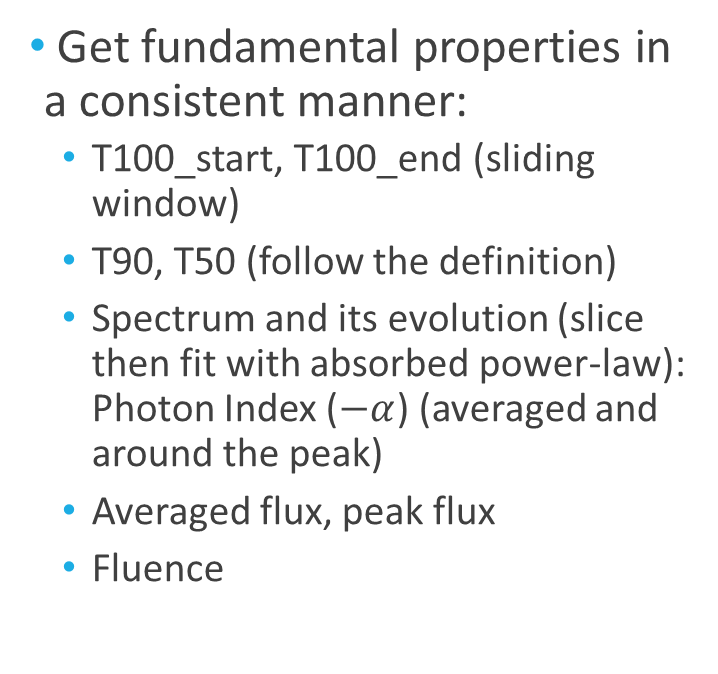 • Get fundamental properties in
a consistent manner:
• T100_start, T100_end (sliding
window)
• T90, T50 (follow the definition)
• Spectrum and its evolution (slice
then fit with absorbed power-law):
Photon Index (−𝛼) (averaged and
around the peak)
• Averaged flux, peak flux
• Fluence